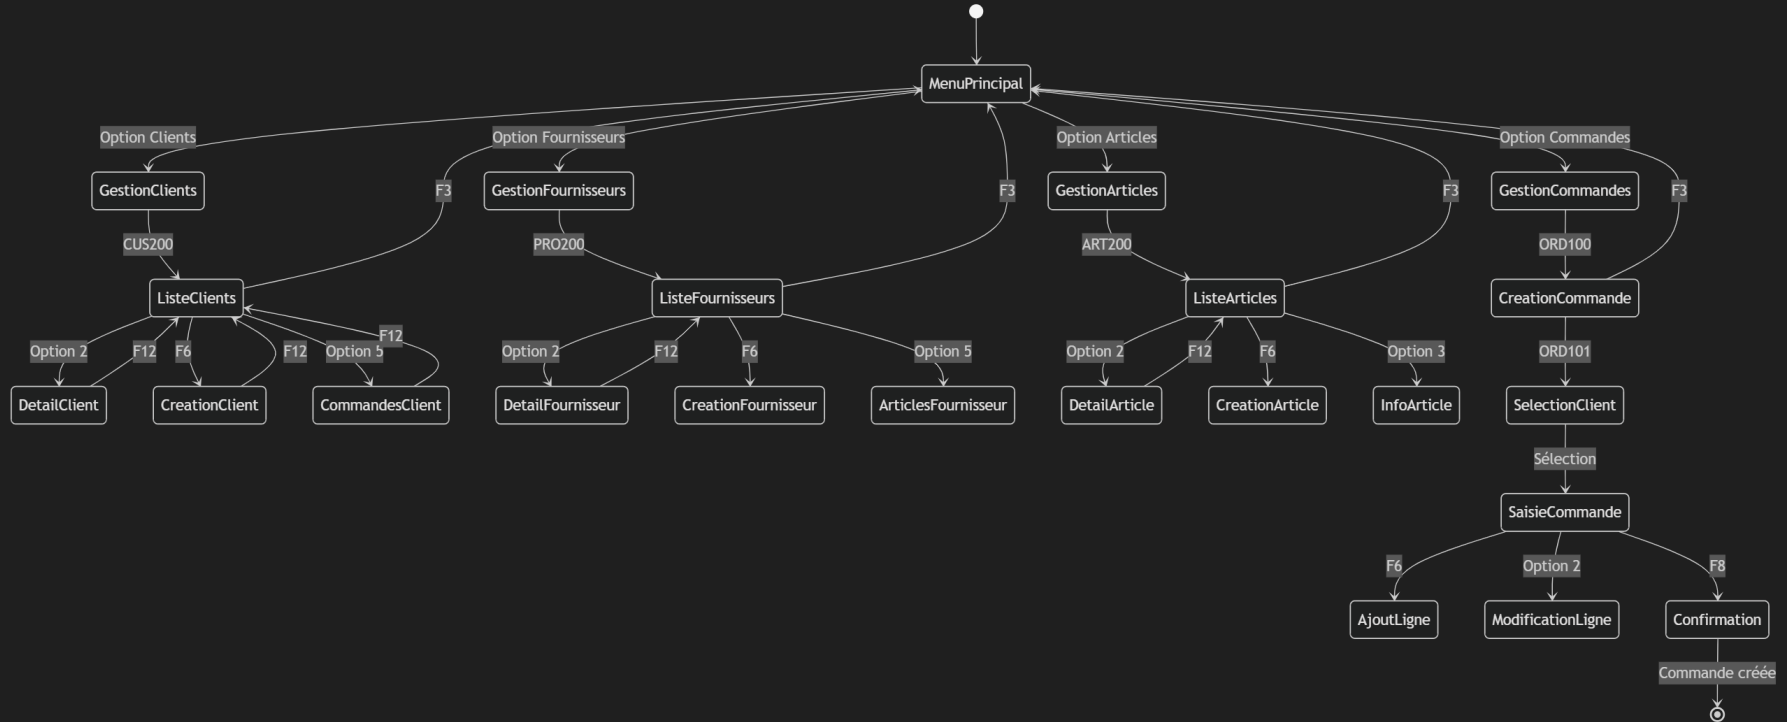 MenuPrincipal
Option Clients
Option Fournisseurs
Option Articles
Option Commandes
GestionClients
F3
GestionFournisseurs
F3
GestionArticles
F3
GestionCommandes
F3
CUS200
PRO200
ART200
ORD100
ListeClients
ListeFournisseurs
ListeArticles
CreationCommande
F12
Option 2
F12
F6
F12
Option 5
Option 2
F12
F6
Option 5
Option 2
F12
F6
Option 3
ORD101
DetailClient
CreationClient
CommandesClient
DetailFournisseur
CreationFournisseur
ArticlesFournisseur
DetailArticle
CreationArticle
InfoArticle
SelectionClient
Sélection
SaisieCommande
F6
Option 2
F8
AjoutLigne
ModificationLigne
Confirmation
Commande créée